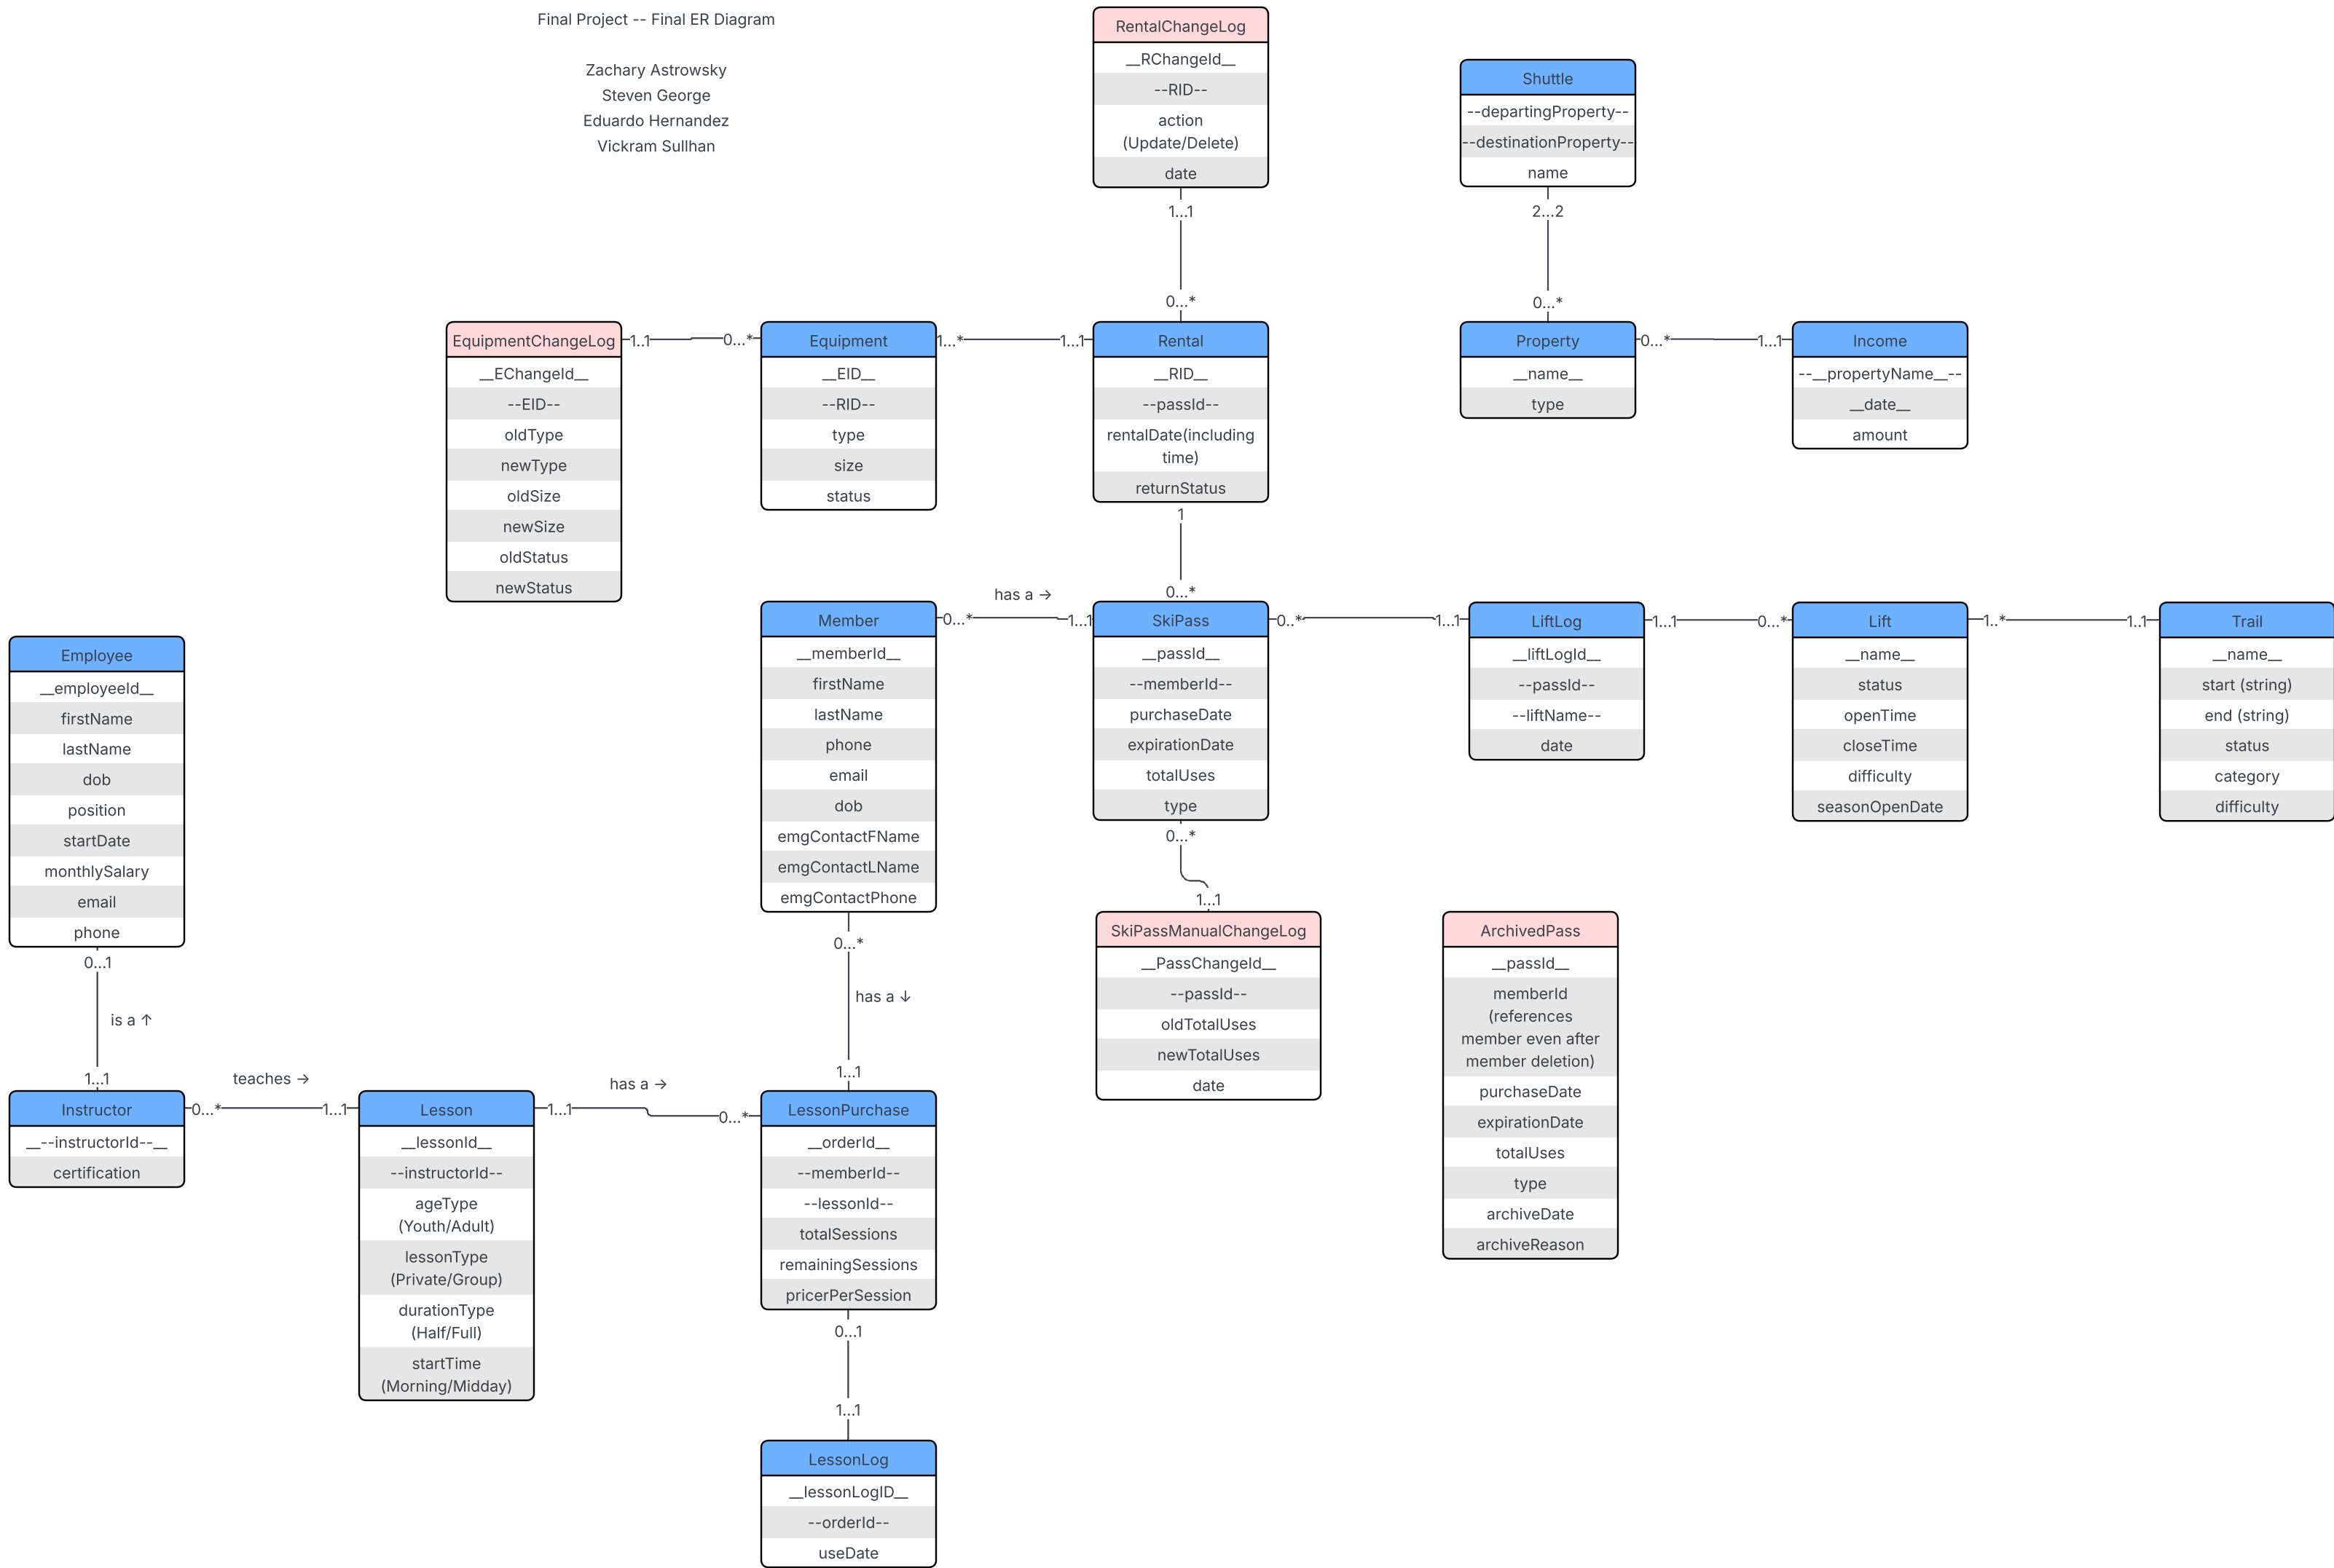 Final Project -- Final ER Diagram
Zachary Astrowsky
Steven George
Eduardo Hernandez
Vickram Sullhan
RentalChangeLog
__RChangeId__
--RID--
action
(Update/Delete)
date
1...1
0...*
Shuttle
--departingProperty--
--destinationProperty--
name
2...2
0...*
EquipmentChangeLog
__EChangeId__
--EID--
oldType
newType
oldSize
newSize
oldStatus
newStatus
1..1
0...*
Equipment
__EID__
--RID--
type
size
status
1...*
1...1
Rental
__RID__
--passId--
rentalDate(including
time)
returnStatus
1
0...*
Property
__name__
type
0...*
1...1
Income
--__propertyName__--
__date__
amount
Employee
__employeeId__
firstName
lastName
dob
position
startDate
monthlySalary
email
phone
0...1
is a ↑
1...1
Member
__memberId__
firstName
lastName
phone
email
dob
emgContactFName
emgContactLName
emgContactPhone
has a →
0...*
1...1
SkiPass
__passId__
--memberId--
purchaseDate
expirationDate
totalUses
type
0..*
1...1
LiftLog
__liftLogId__
--passId--
--liftName--
date
1...1
0...*
Lift
__name__
status
openTime
closeTime
difficulty
seasonOpenDate
1..*
1..1
Trail
__name__
start (string)
end (string)
status
category
difficulty
0...*
has a ↓
1...1
0...*
1...1
SkiPassManualChangeLog
__PassChangeId__
--passId--
oldTotalUses
newTotalUses
date
ArchivedPass
__passId__
memberId
(references
member even after
member deletion)
purchaseDate
expirationDate
totalUses
type
archiveDate
archiveReason
Instructor
__--instructorId--__
certification
teaches →
0...*
1...1
Lesson
__lessonId__
--instructorId--
ageType
(Youth/Adult)
lessonType
(Private/Group)
durationType
(Half/Full)
startTime
(Morning/Midday)
has a →
1...1
0...*
LessonPurchase
__orderId__
--memberId--
--lessonId--
totalSessions
remainingSessions
pricerPerSession
0...1
1...1
LessonLog
__lessonLogID__
--orderId--
useDate